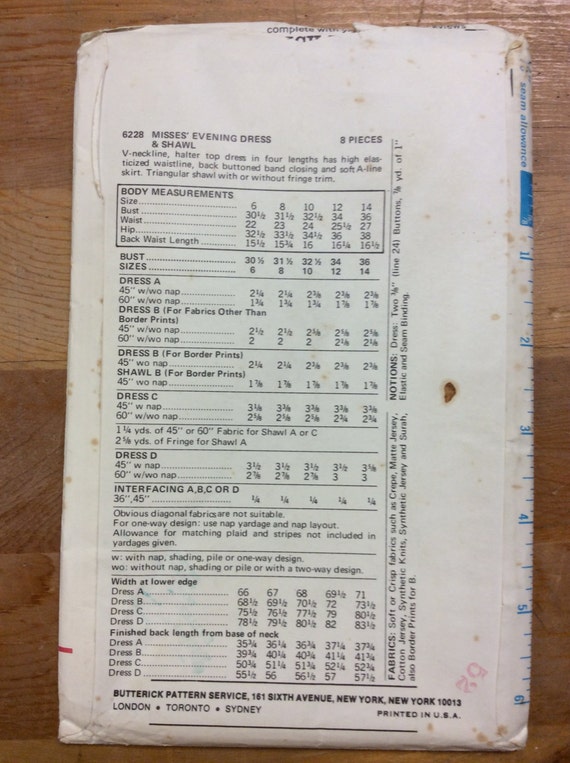 complete with
6228 MISSES' EVENING DRESS 8 PIECES
& SHAWL
V-neckline, halter top dress in four lengths has high elas-
ticized waistline, back buttoned band closing and soft A-line
skirt. Triangular shawl with or without fringe trim.
BODY MEASUREMENTS
Size 6 8 10 12 14
Bust 30½ 31½ 32½ 34 36
Waist 22 23 24 25½ 27
Hip 32½ 33½ 34½ 36 38
Back Waist Length 15½ 15¾ 16 16¼ 16½
BUST 30½ 31½ 32½ 34 36
SIZES 6 8 10 12 14
DRESS A
45" w/wo nap 2¼ 2¼ 2⅜ 2⅜ 2⅜
60" w/wo nap 1¾ 1¾ 1¾ 1⅞ 1⅞
DRESS B (For Fabrics Other Than
Border Prints)
45" w/wo nap 2½ 2½ 2⅝ 2⅝ 2⅝
60" w/wo nap 2 2 2 2⅝ 2⅝
DRESS B (For Border Prints)
45" wo nap 2¼ 2¼ 2⅜ 2⅜ 2⅜
SHAWL B (For Border Prints)
45" wo nap 1⅞ 1⅞ 1⅞ 1⅞ 1⅞
DRESS C
45" w nap 3⅛ 3⅜ 3⅜ 3⅜ 3⅜
60" w/wo nap 2⅝ 2⅝ 2⅝ 2¾ 2¾
1¼ yds. of 45" or 60" Fabric for Shawl A or C
2⅝ yds. of Fringe for Shawl A
DRESS D
45" w nap 3½ 3½ 3½ 3½ 3⅝
60" w/wo nap 2⅞ 2⅞ 2⅞ 3 3
INTERFACING A,B,C OR D
36",45" ¼ ¼ ¼ ¼ ¼
Obvious diagonal fabrics are not suitable.
For one-way design: use nap yardage and nap layout.
Allowance for matching plaid and stripes not included in
yardages given.
w: with nap, shading, pile or one-way design.
wo: without nap, shading or pile or with a two-way design.
Width at lower edge
Dress A 66 67 68 69½ 71
Dress B 68½ 69½ 70½ 72 73½
Dress C 75½ 76½ 77½ 79 80½
Dress D 78½ 79½ 80½ 82 83½
Finished back length from base of neck
Dress A 35¾ 36¼ 36¾ 37¼ 37¾
Dress B 39¾ 40¼ 40¾ 41¼ 41¾
Dress C 50¾ 51¼ 51¾ 52¼ 52¾
Dress D 55½ 56 56½ 57 57½
BUTTERICK PATTERN SERVICE, 161 SIXTH AVENUE, NEW YORK, NEW YORK 10013
LONDON • TORONTO • SYDNEY PRINTED IN U.S.A.
NOTIONS: Dress: Two ⅝" (line 24) Buttons, ⅞ yd. of 1"
Elastic and Seam Binding.
FABRICS: Soft or Crisp fabrics such as Crepe, Matte Jersey,
Cotton Jersey, Synthetic Knits, Synthetic Jersey and Surah,
also Border Prints for B.
⅝" seam allowance
1
2
3
4
5
6
52